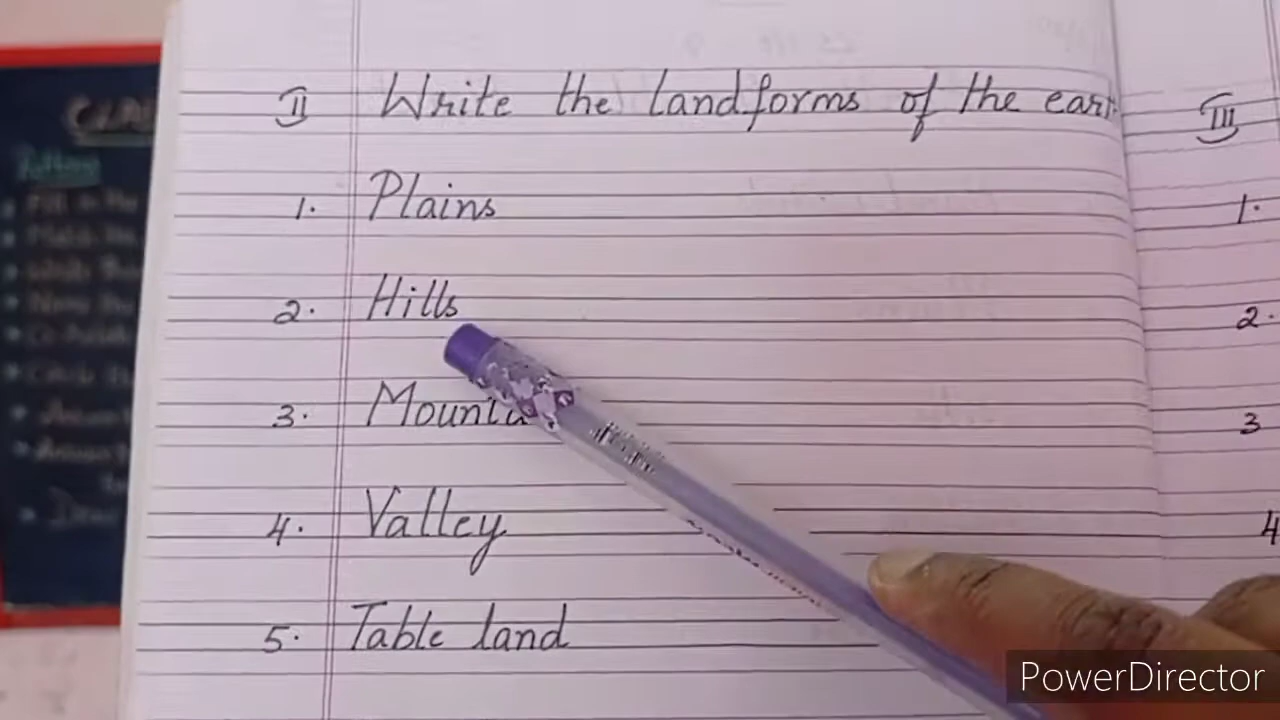 II Write the landforms of the eart
1. Plains
2. Hills
3. Mounta
4. Valley
5. Table land
III
1.
2.
3
4
PowerDirector